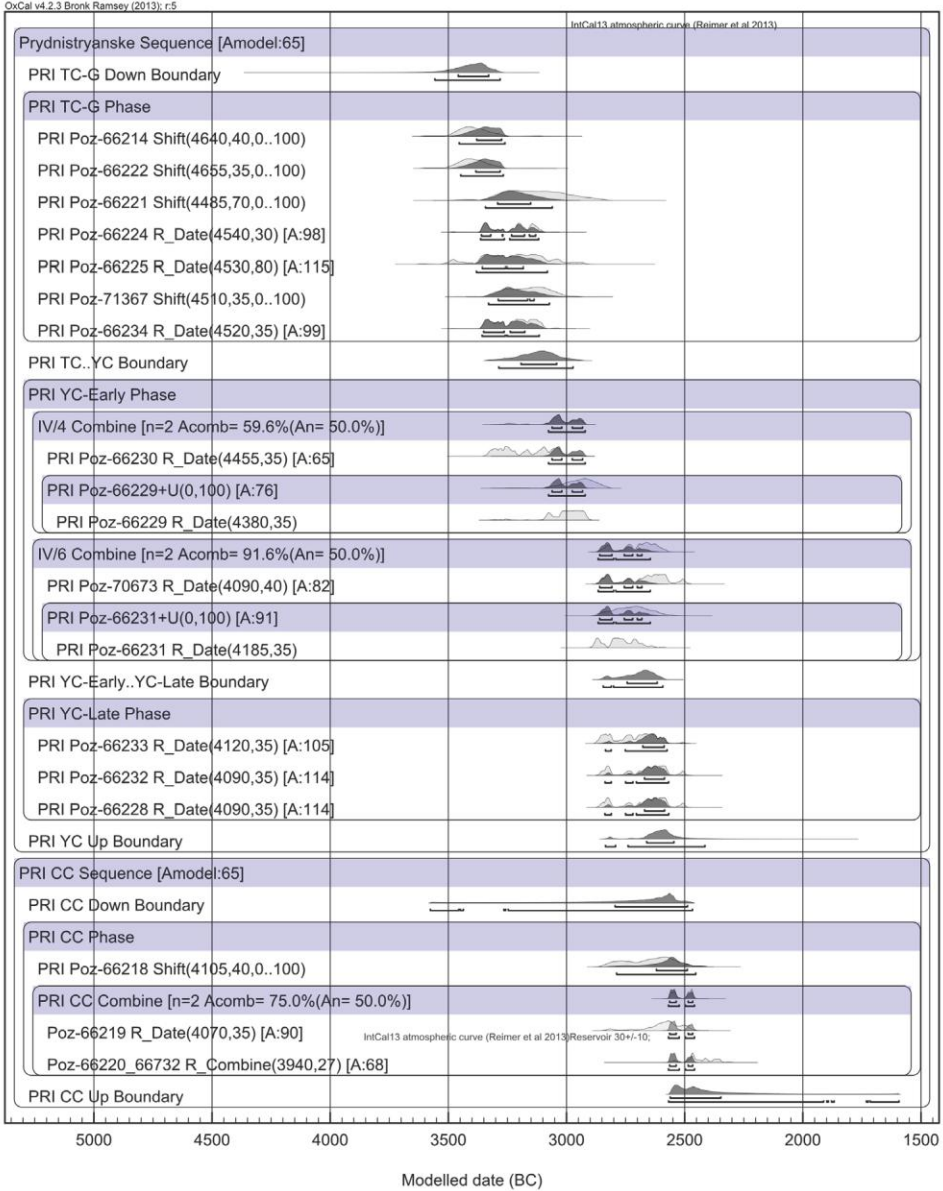 OxCal v4.2.3 Bronk Ramsey (2013); r:5
IntCal13 atmospheric curve (Reimer et al 2013)
Prydnistryanske Sequence [Amodel:65]
PRI TC-G Down Boundary
PRI TC-G Phase
PRI Poz-66214 Shift(4640,40,0..100)
PRI Poz-66222 Shift(4655,35,0..100)
PRI Poz-66221 Shift(4485,70,0..100)
PRI Poz-66224 R_Date(4540,30) [A:98]
PRI Poz-66225 R_Date(4530,80) [A:115]
PRI Poz-71367 Shift(4510,35,0..100)
PRI Poz-66234 R_Date(4520,35) [A:99]
PRI TC..YC Boundary
PRI YC-Early Phase
IV/4 Combine [n=2 Acomb= 59.6%(An= 50.0%)]
PRI Poz-66230 R_Date(4455,35) [A:65]
PRI Poz-66229+U(0,100) [A:76]
PRI Poz-66229 R_Date(4380,35)
IV/6 Combine [n=2 Acomb= 91.6%(An= 50.0%)]
PRI Poz-70673 R_Date(4090,40) [A:82]
PRI Poz-66231+U(0,100) [A:91]
PRI Poz-66231 R_Date(4185,35)
PRI YC-Early..YC-Late Boundary
PRI YC-Late Phase
PRI Poz-66233 R_Date(4120,35) [A:105]
PRI Poz-66232 R_Date(4090,35) [A:114]
PRI Poz-66228 R_Date(4090,35) [A:114]
PRI YC Up Boundary
PRI CC Sequence [Amodel:65]
PRI CC Down Boundary
PRI CC Phase
PRI Poz-66218 Shift(4105,40,0..100)
PRI CC Combine [n=2 Acomb= 75.0%(An= 50.0%)]
Poz-66219 R_Date(4070,35) [A:90]
IntCal13 atmospheric curve (Reimer et al 2013)Reservoir 30+/-10;
Poz-66220_66732 R_Combine(3940,27) [A:68]
PRI CC Up Boundary
5000 4500 4000 3500 3000 2500 2000 1500
Modelled date (BC)